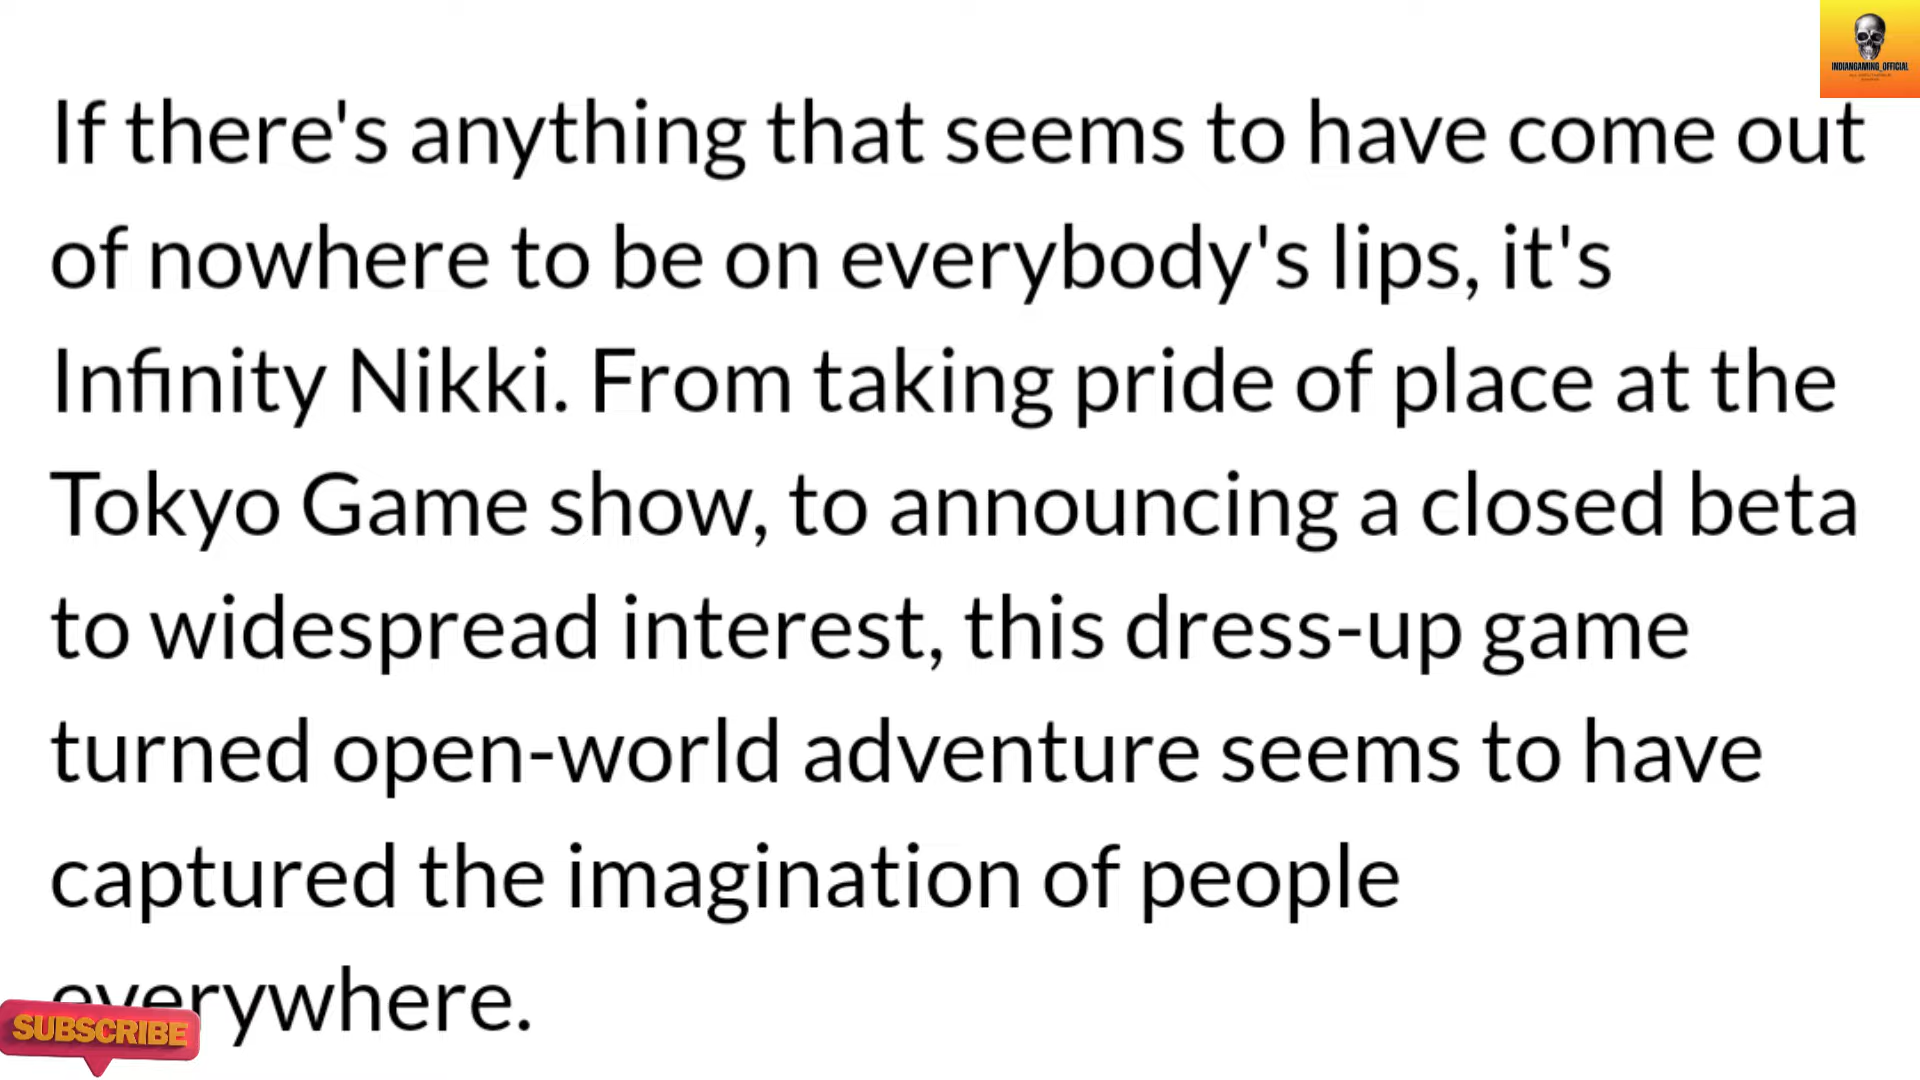 INDIANGAMING_OFFICIAL
If there's anything that seems to have come out
of nowhere to be on everybody's lips, it's
Infinity Nikki. From taking pride of place at the
Tokyo Game show, to announcing a closed beta
to widespread interest, this dress-up game
turned open-world adventure seems to have
captured the imagination of people
everywhere.
SUBSCRIBE